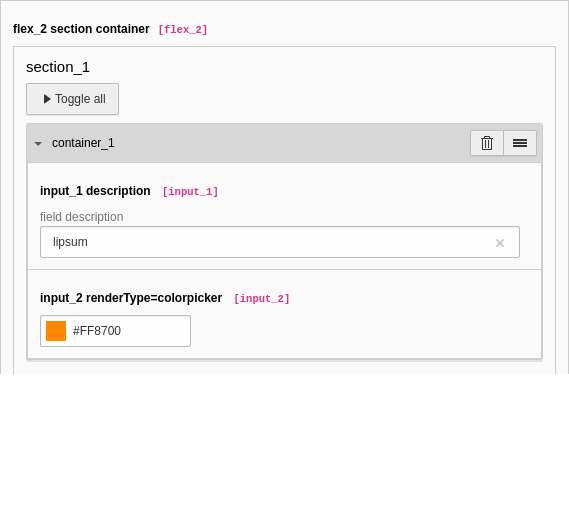 flex_2 section container [flex_2]
section_1
Toggle all
container_1
input_1 description [input_1]
field description
lipsum
input_2 renderType=colorpicker [input_2]
#FF8700